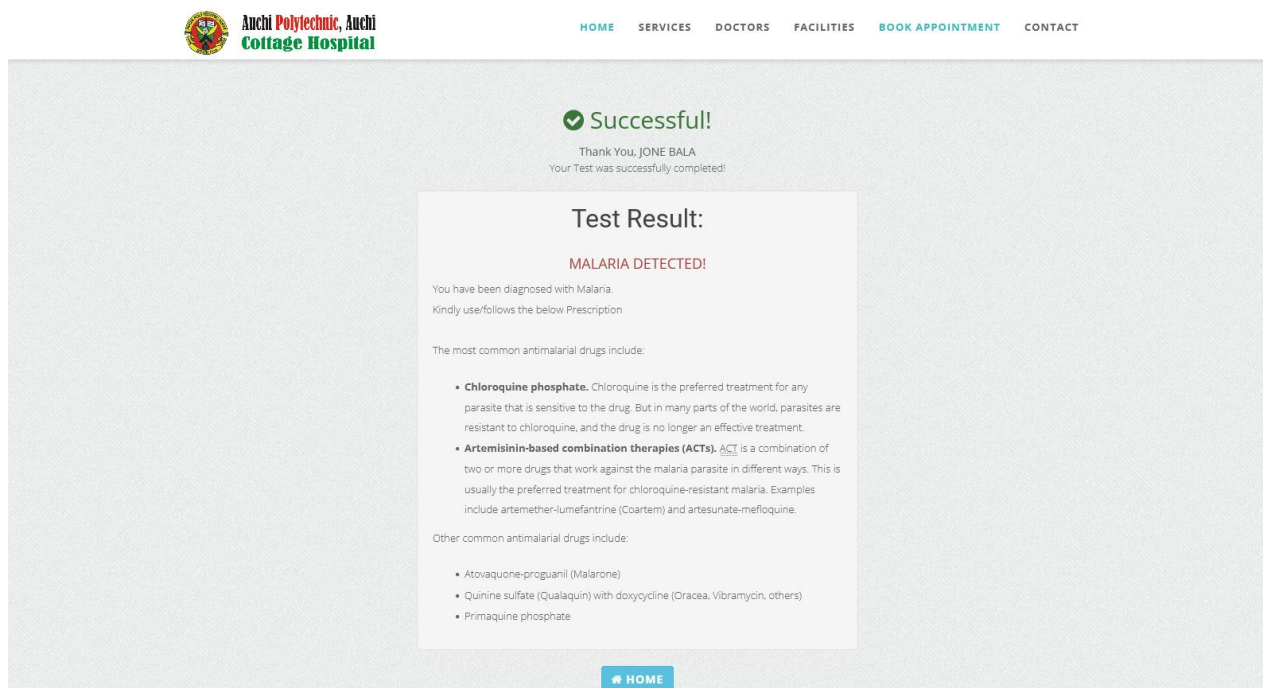 Auchi Polytechnic, Auchi
Cottage Hospital
HOME SERVICES DOCTORS FACILITIES BOOK APPOINTMENT CONTACT
Successful!
Thank You, JONE BALA
Your Test was successfully completed!
Test Result:
MALARIA DETECTED!
You have been diagnosed with Malaria.
Kindly use/follows the below Prescription
The most common antimalarial drugs include:
• Chloroquine phosphate. Chloroquine is the preferred treatment for any
parasite that is sensitive to the drug. But in many parts of the world, parasites are
resistant to chloroquine, and the drug is no longer an effective treatment.
• Artemisinin-based combination therapies (ACTs). ACT is a combination of
two or more drugs that work against the malaria parasite in different ways. This is
usually the preferred treatment for chloroquine-resistant malaria. Examples
include artemether-lumefantrine (Coartem) and artesunate-mefloquine.
Other common antimalarial drugs include:
• Atovaquone-proguanil (Malarone)
• Quinine sulfate (Qualaquin) with doxycycline (Oracea, Vibramycin, others)
• Primaquine phosphate
HOME